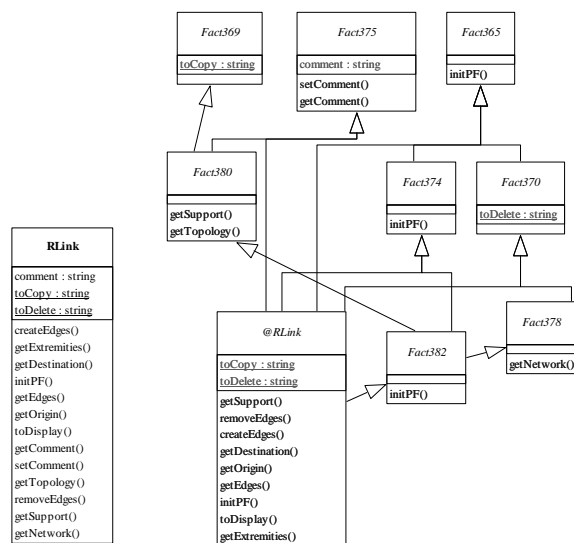 Fact369
toCopy : string
Fact375
comment : string
setComment()
getComment()
Fact365
initPF()
Fact380
getSupport()
getTopology()
Fact374
initPF()
Fact370
toDelete : string
RLink
comment : string
toCopy : string
toDelete : string
createEdges()
getExtremities()
getDestination()
initPF()
getEdges()
getOrigin()
toDisplay()
getComment()
setComment()
getTopology()
removeEdges()
getSupport()
getNetwork()
@RLink
toCopy : string
toDelete : string
getSupport()
removeEdges()
createEdges()
getDestination()
getOrigin()
getEdges()
initPF()
toDisplay()
getExtremities()
Fact382
initPF()
Fact378
getNetwork()